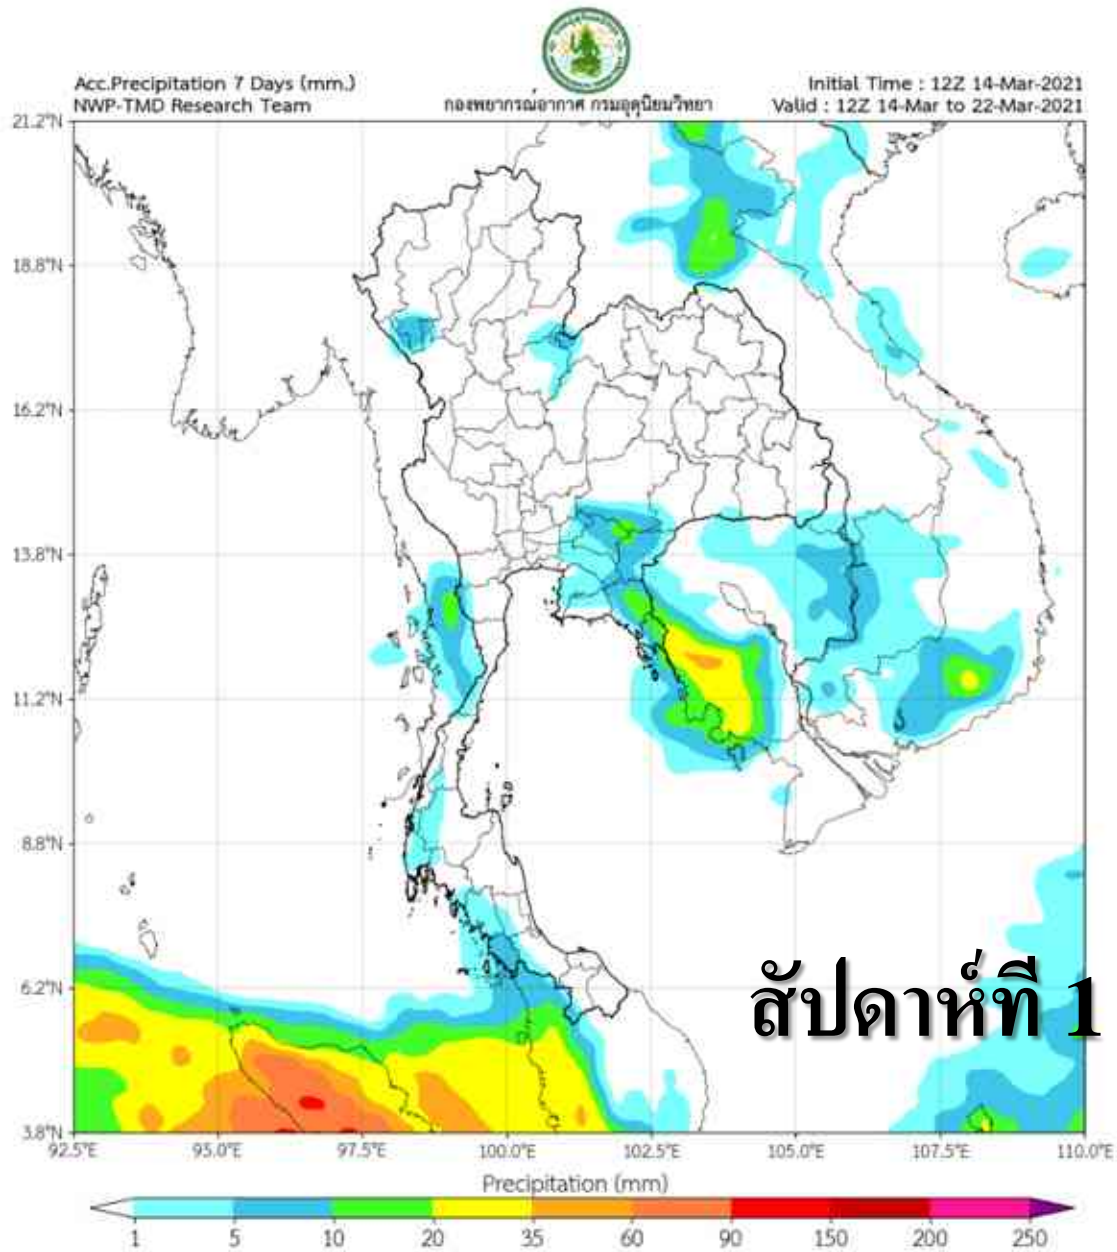 Acc.Precipitation 7 Days (mm.)
NWP-TMD Research Team
กองพยากรณ์อากาศ กรมอุตุนิยมวิทยา
Initial Time : 12Z 14-Mar-2021
Valid : 12Z 14-Mar to 22-Mar-2021
21.2°N
18.8°N
16.2°N
13.8°N
11.2°N
8.8°N
6.2°N
3.8°N
สัปดาห์ที่ 1
92.5°E 95.0°E 97.5°E 100.0°E 102.5°E 105.0°E 107.5°E 110.0°E
Precipitation (mm)
1 5 10 20 35 60 90 150 200 250